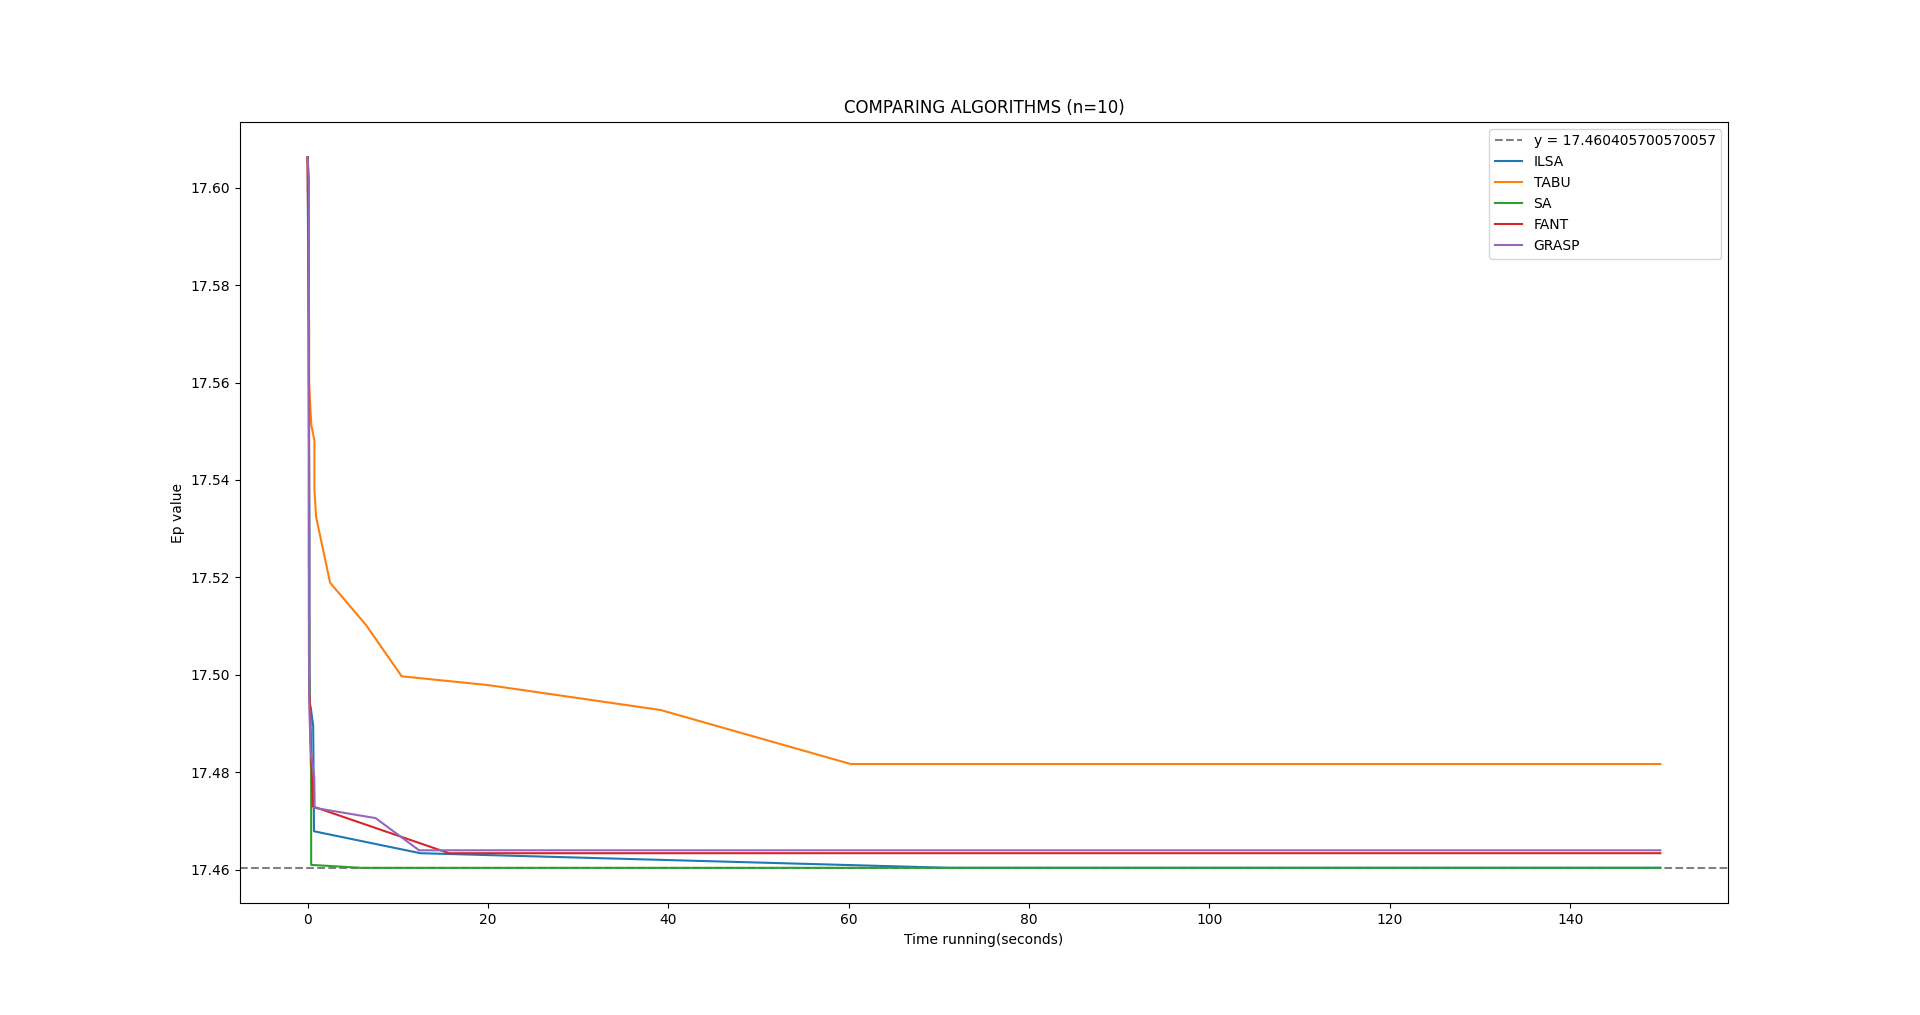 COMPARING ALGORITHMS (n=10)
y = 17.460405700570057
ILSA
TABU
SA
FANT
GRASP
17.60
17.58
17.56
17.54
17.52
17.50
17.48
17.46
Ep value
0 20 40 60 80 100 120 140
Time running(seconds)